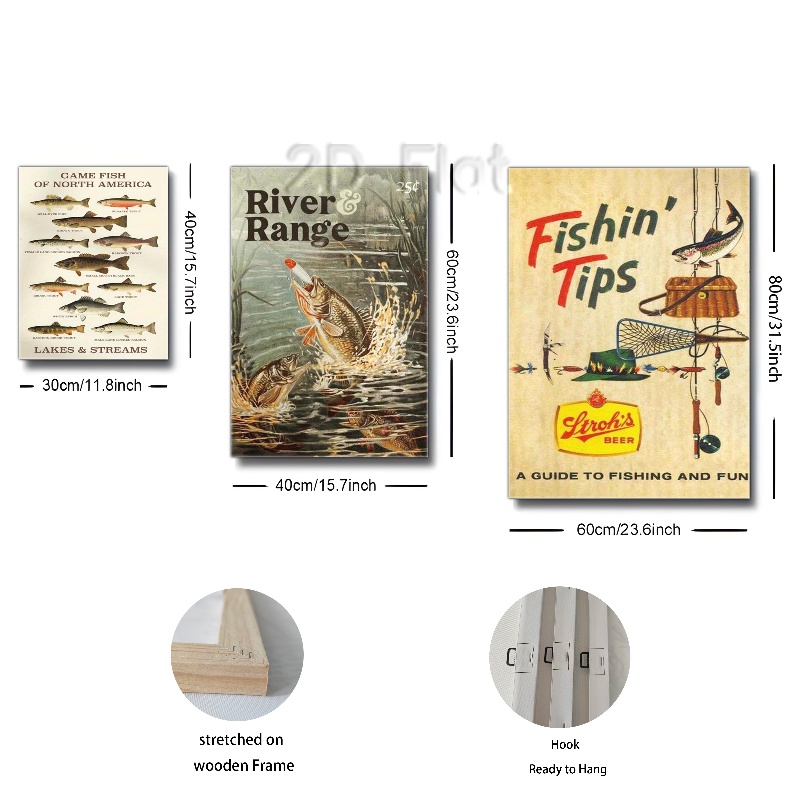 2D Flat
GAME FISH
OF NORTH AMERICA
LAKES & STREAMS
40cm/15.7inch
30cm/11.8inch
25¢
River &
Range
60cm/23.6inch
40cm/15.7inch
Fishin'
Tips
Stroh's
BEER
A GUIDE TO FISHING AND FUN
80cm/31.5inch
60cm/23.6inch
stretched on
wooden Frame
Hook
Ready to Hang